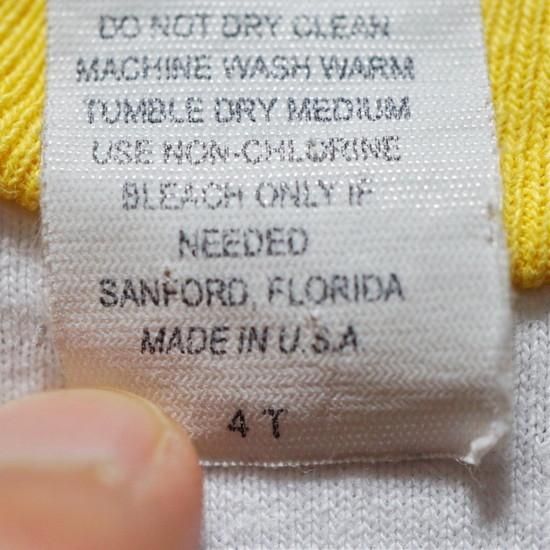 DO NOT DRY CLEAN
MACHINE WASH WARM
TUMBLE DRY MEDIUM
USE NON-CHLORINE
BLEACH ONLY IF
NEEDED
SANFORD, FLORIDA
MADE IN U.S.A
4 T